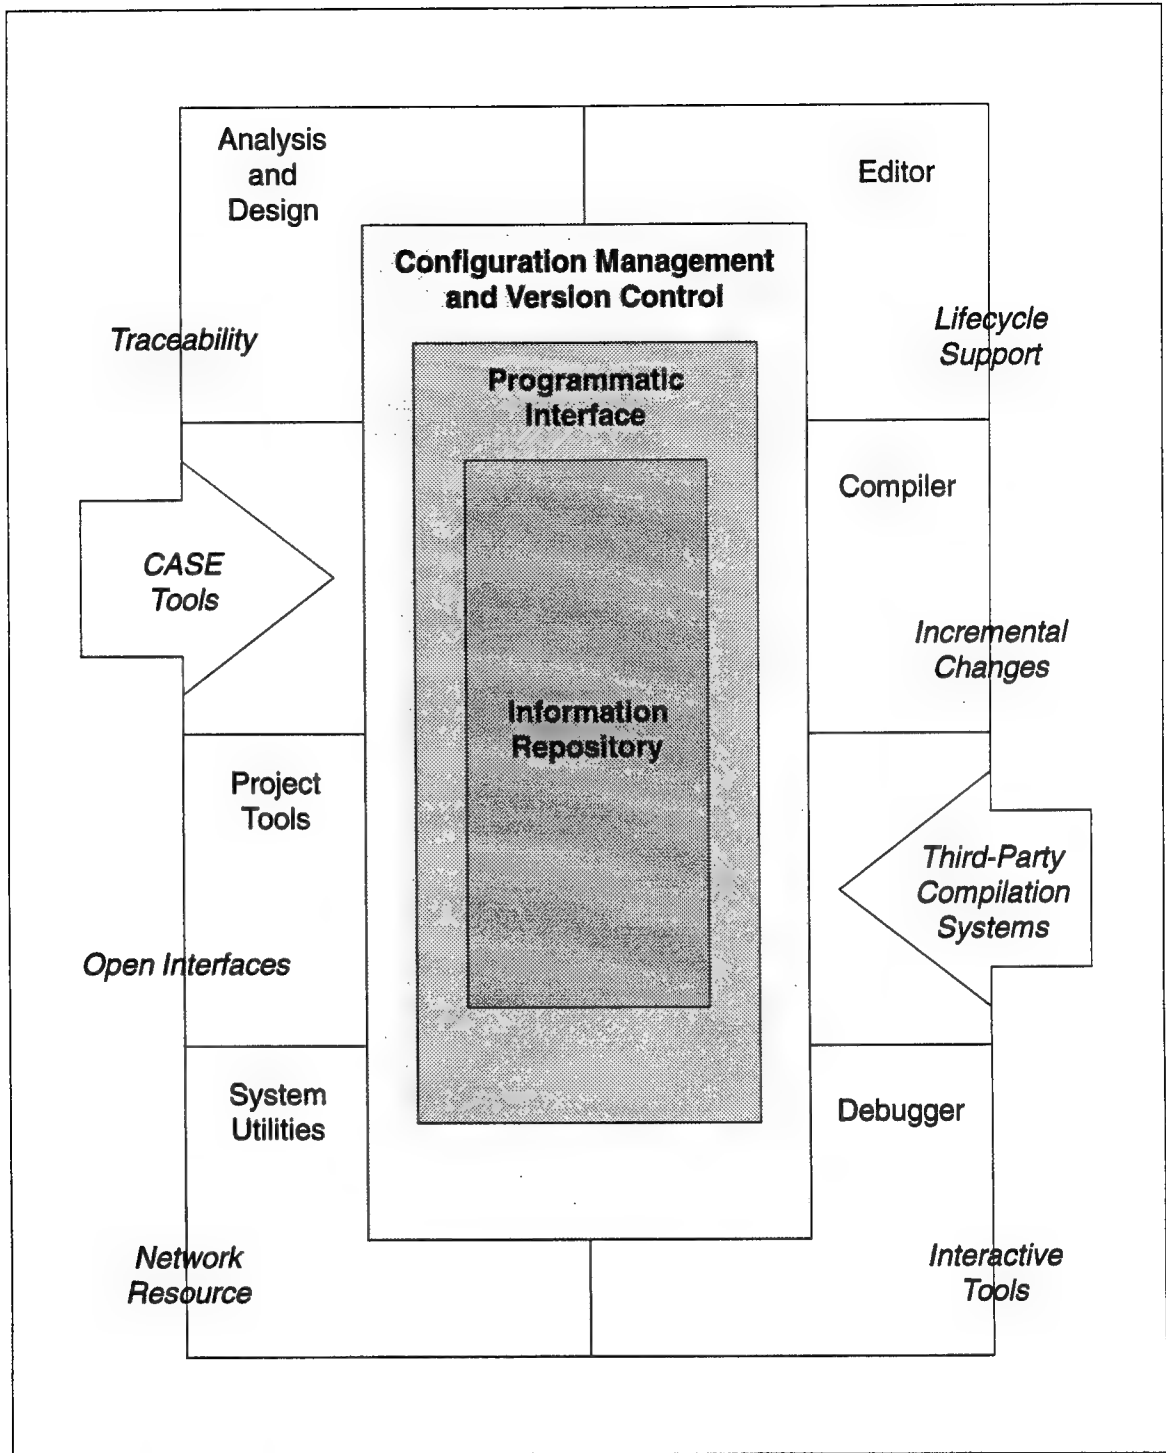 Analysis
and
Design
Editor
Configuration Management
and Version Control
Traceability
Lifecycle
Support
Programmatic
Interface
Compiler
CASE
Tools
Incremental
Changes
Information
Repository
Project
Tools
Third-Party
Compilation
Systems
Open Interfaces
System
Utilities
Debugger
Network
Resource
Interactive
Tools